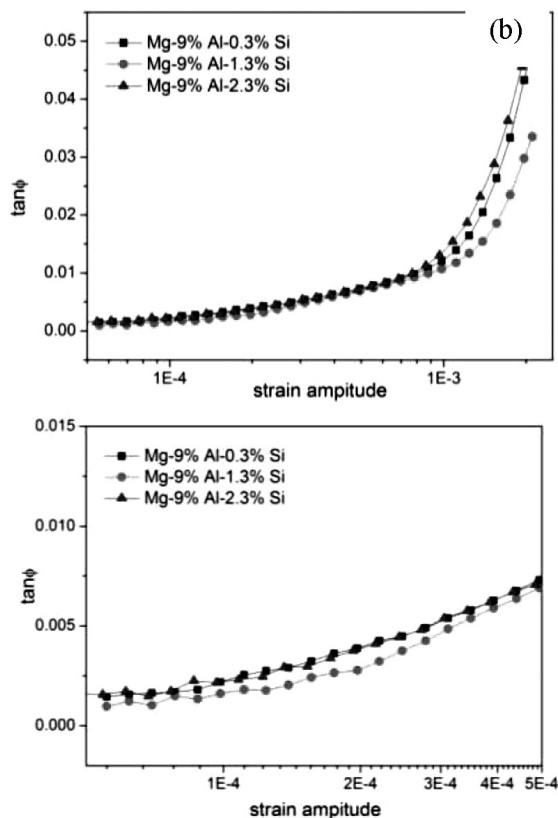 (b)
0.05
0.04
0.03
0.02
0.01
0.00
tanϕ
Mg-9% Al-0.3% Si
Mg-9% Al-1.3% Si
Mg-9% Al-2.3% Si
1E-4
1E-3
strain ampitude
0.015
0.010
0.005
0.000
tanϕ
Mg-9% Al-0.3% Si
Mg-9% Al-1.3% Si
Mg-9% Al-2.3% Si
1E-4
2E-4
3E-4
4E-4
5E-4
strain ampitude